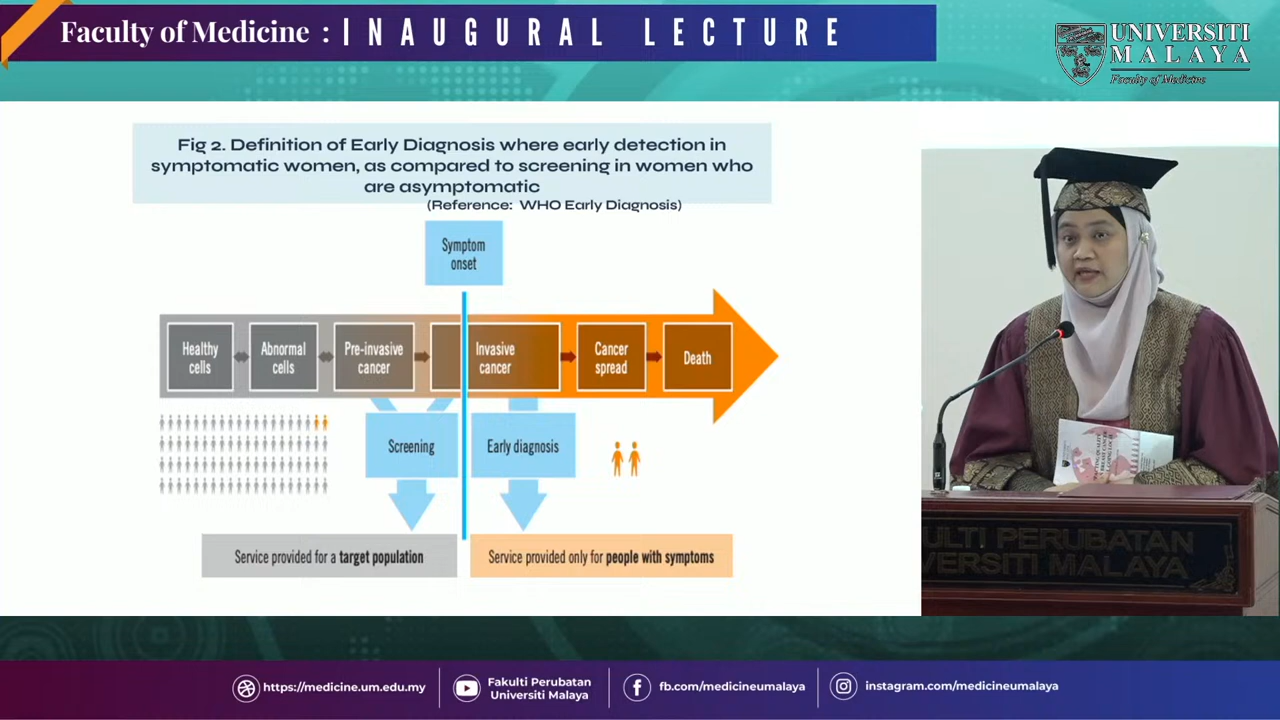 Faculty of Medicine : INAUGURAL LECTURE
UNIVERSITI
MALAYA
Faculty of Medicine
Fig 2. Definition of Early Diagnosis where early detection in
symptomatic women, as compared to screening in women who
are asymptomatic
(Reference: WHO Early Diagnosis)
Symptom
onset
Healthy
cells
Abnormal
cells
Pre-invasive
cancer
Invasive
cancer
Cancer
spread
Death
Screening
Early diagnosis
Service provided for a target population
Service provided only for people with symptoms
ULTI PERUBATAN
VERSITI MALAYA
https://medicine.um.edu.my
Fakulti Perubatan
Universiti Malaya
fb.com/medicineumalaya
instagram.com/medicineumalaya